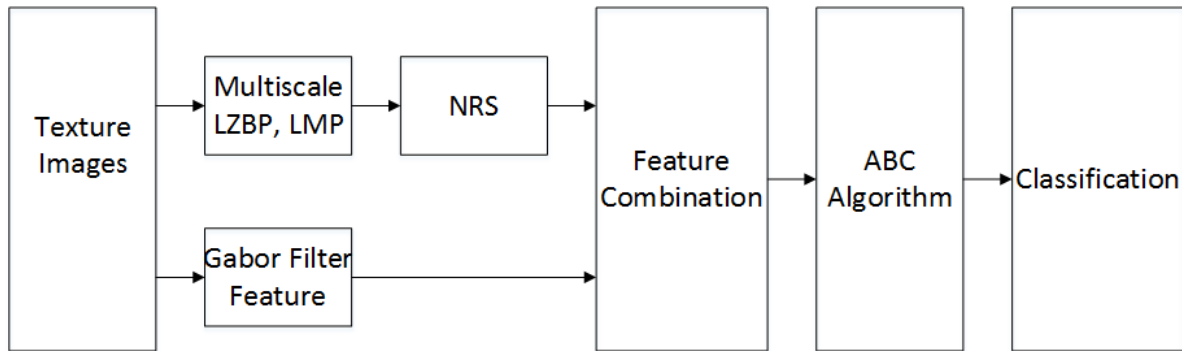 Texture
Images
Multiscale
LZBP, LMP
NRS
Gabor Filter
Feature
Feature
Combination
ABC
Algorithm
Classification